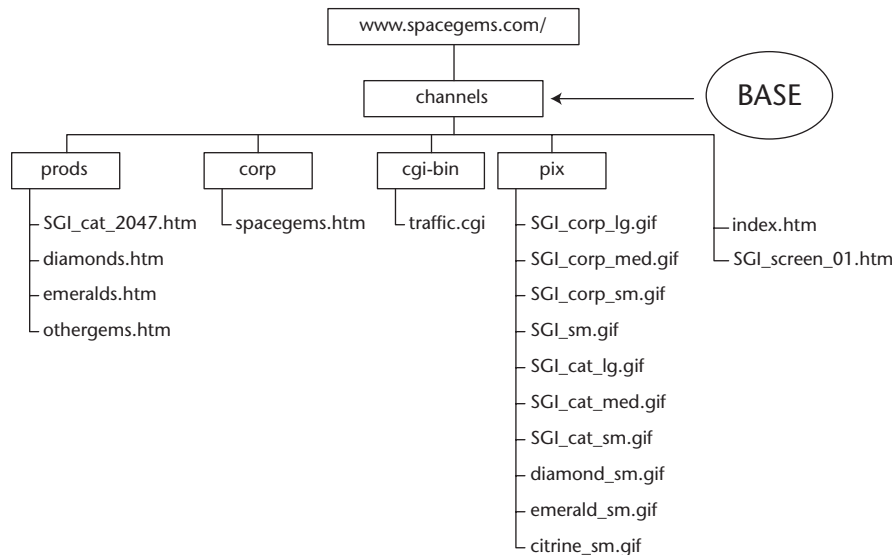 www.spacegems.com/
channels
BASE
prods
corp
cgi-bin
pix
SGI_cat_2047.htm
diamonds.htm
emeralds.htm
othergems.htm
spacegems.htm
traffic.cgi
SGI_corp_lg.gif
SGI_corp_med.gif
SGI_corp_sm.gif
SGI_sm.gif
SGI_cat_lg.gif
SGI_cat_med.gif
SGI_cat_sm.gif
diamond_sm.gif
emerald_sm.gif
citrine_sm.gif
index.htm
SGI_screen_01.htm